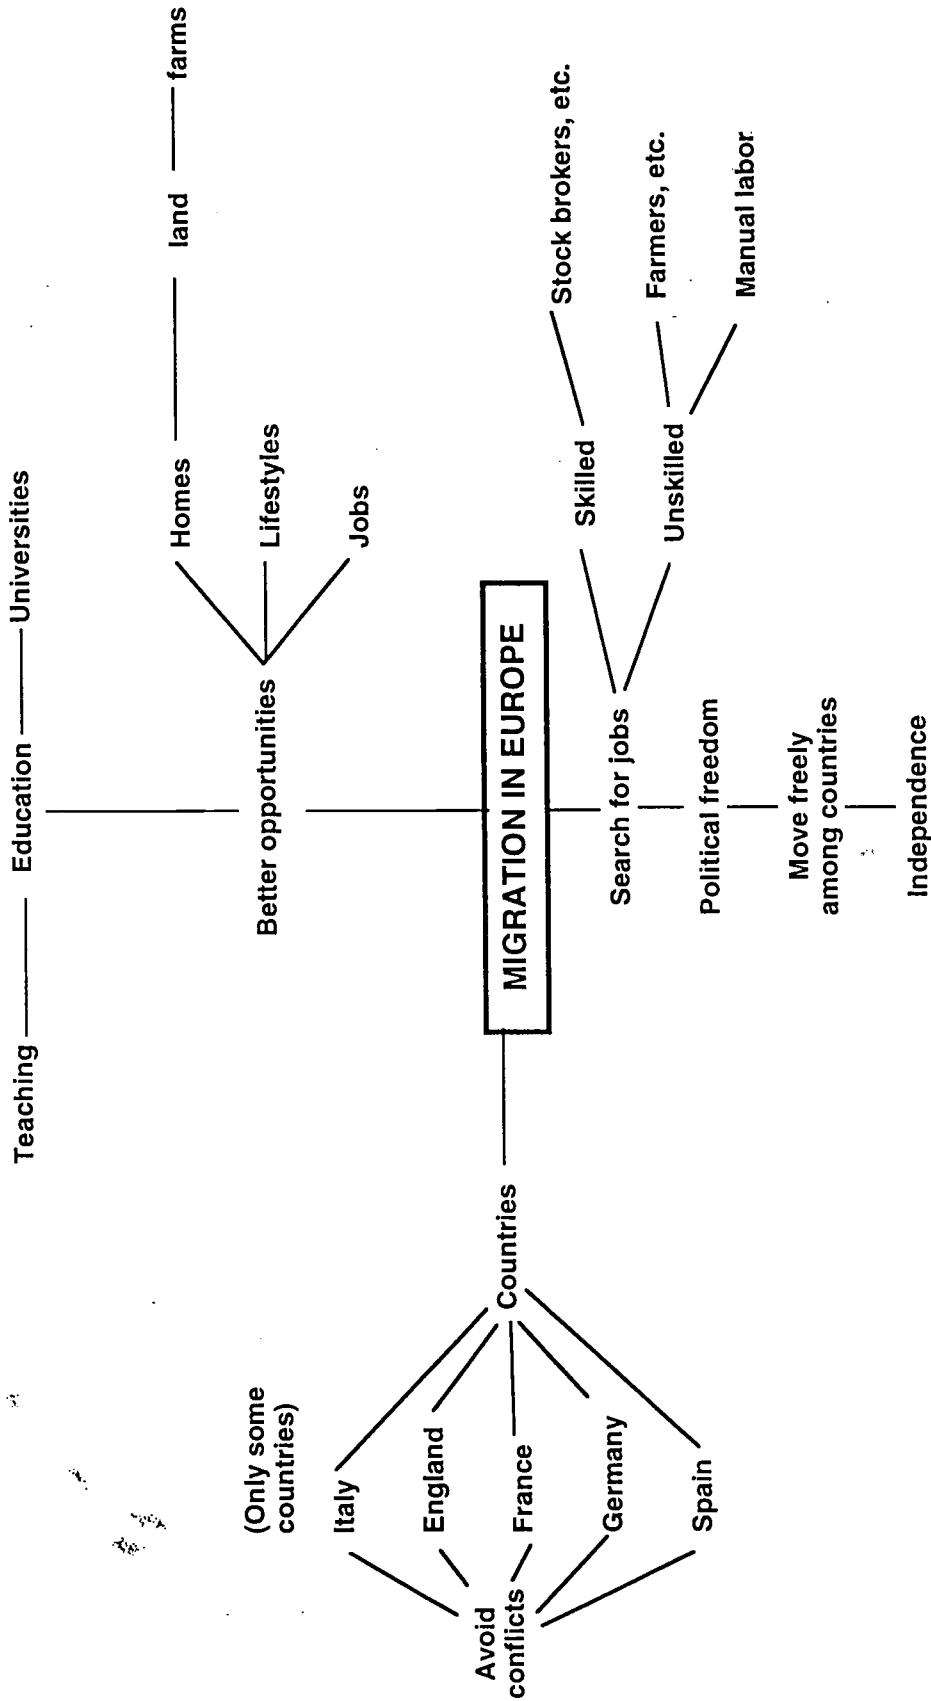 Teaching
Education
Universities
Homes
land
farms
Lifestyles
Jobs
Better opportunities
(Only some
countries)
Italy
England
France
Germany
Spain
Avoid
conflicts
Countries
MIGRATION IN EUROPE
Search for jobs
Skilled
Stock brokers, etc.
Unskilled
Farmers, etc.
Manual labor
Political freedom
Move freely
among countries
Independence